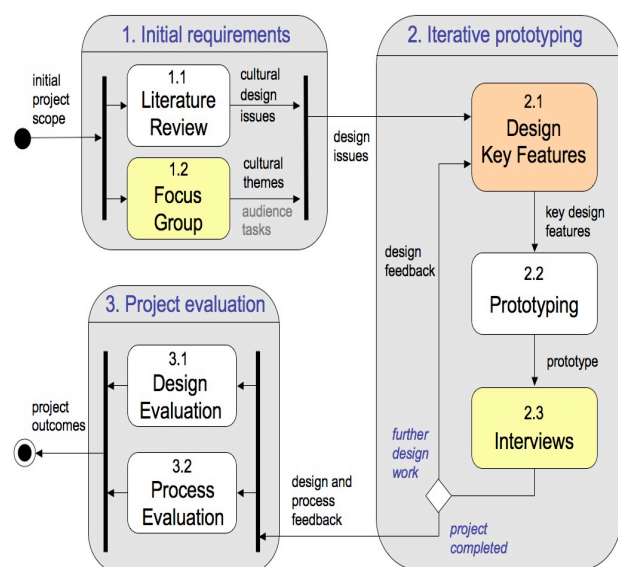 1. Initial requirements
initial
project
scope
1.1
Literature
Review
cultural
design
issues
1.2
Focus
Group
cultural
themes
audience
tasks
design
issues
2. Iterative prototyping
2.1
Design
Key Features
key design
features
design
feedback
2.2
Prototyping
prototype
2.3
Interviews
further
design
work
project
completed
design and
process
feedback
3. Project evaluation
3.1
Design
Evaluation
3.2
Process
Evaluation
project
outcomes